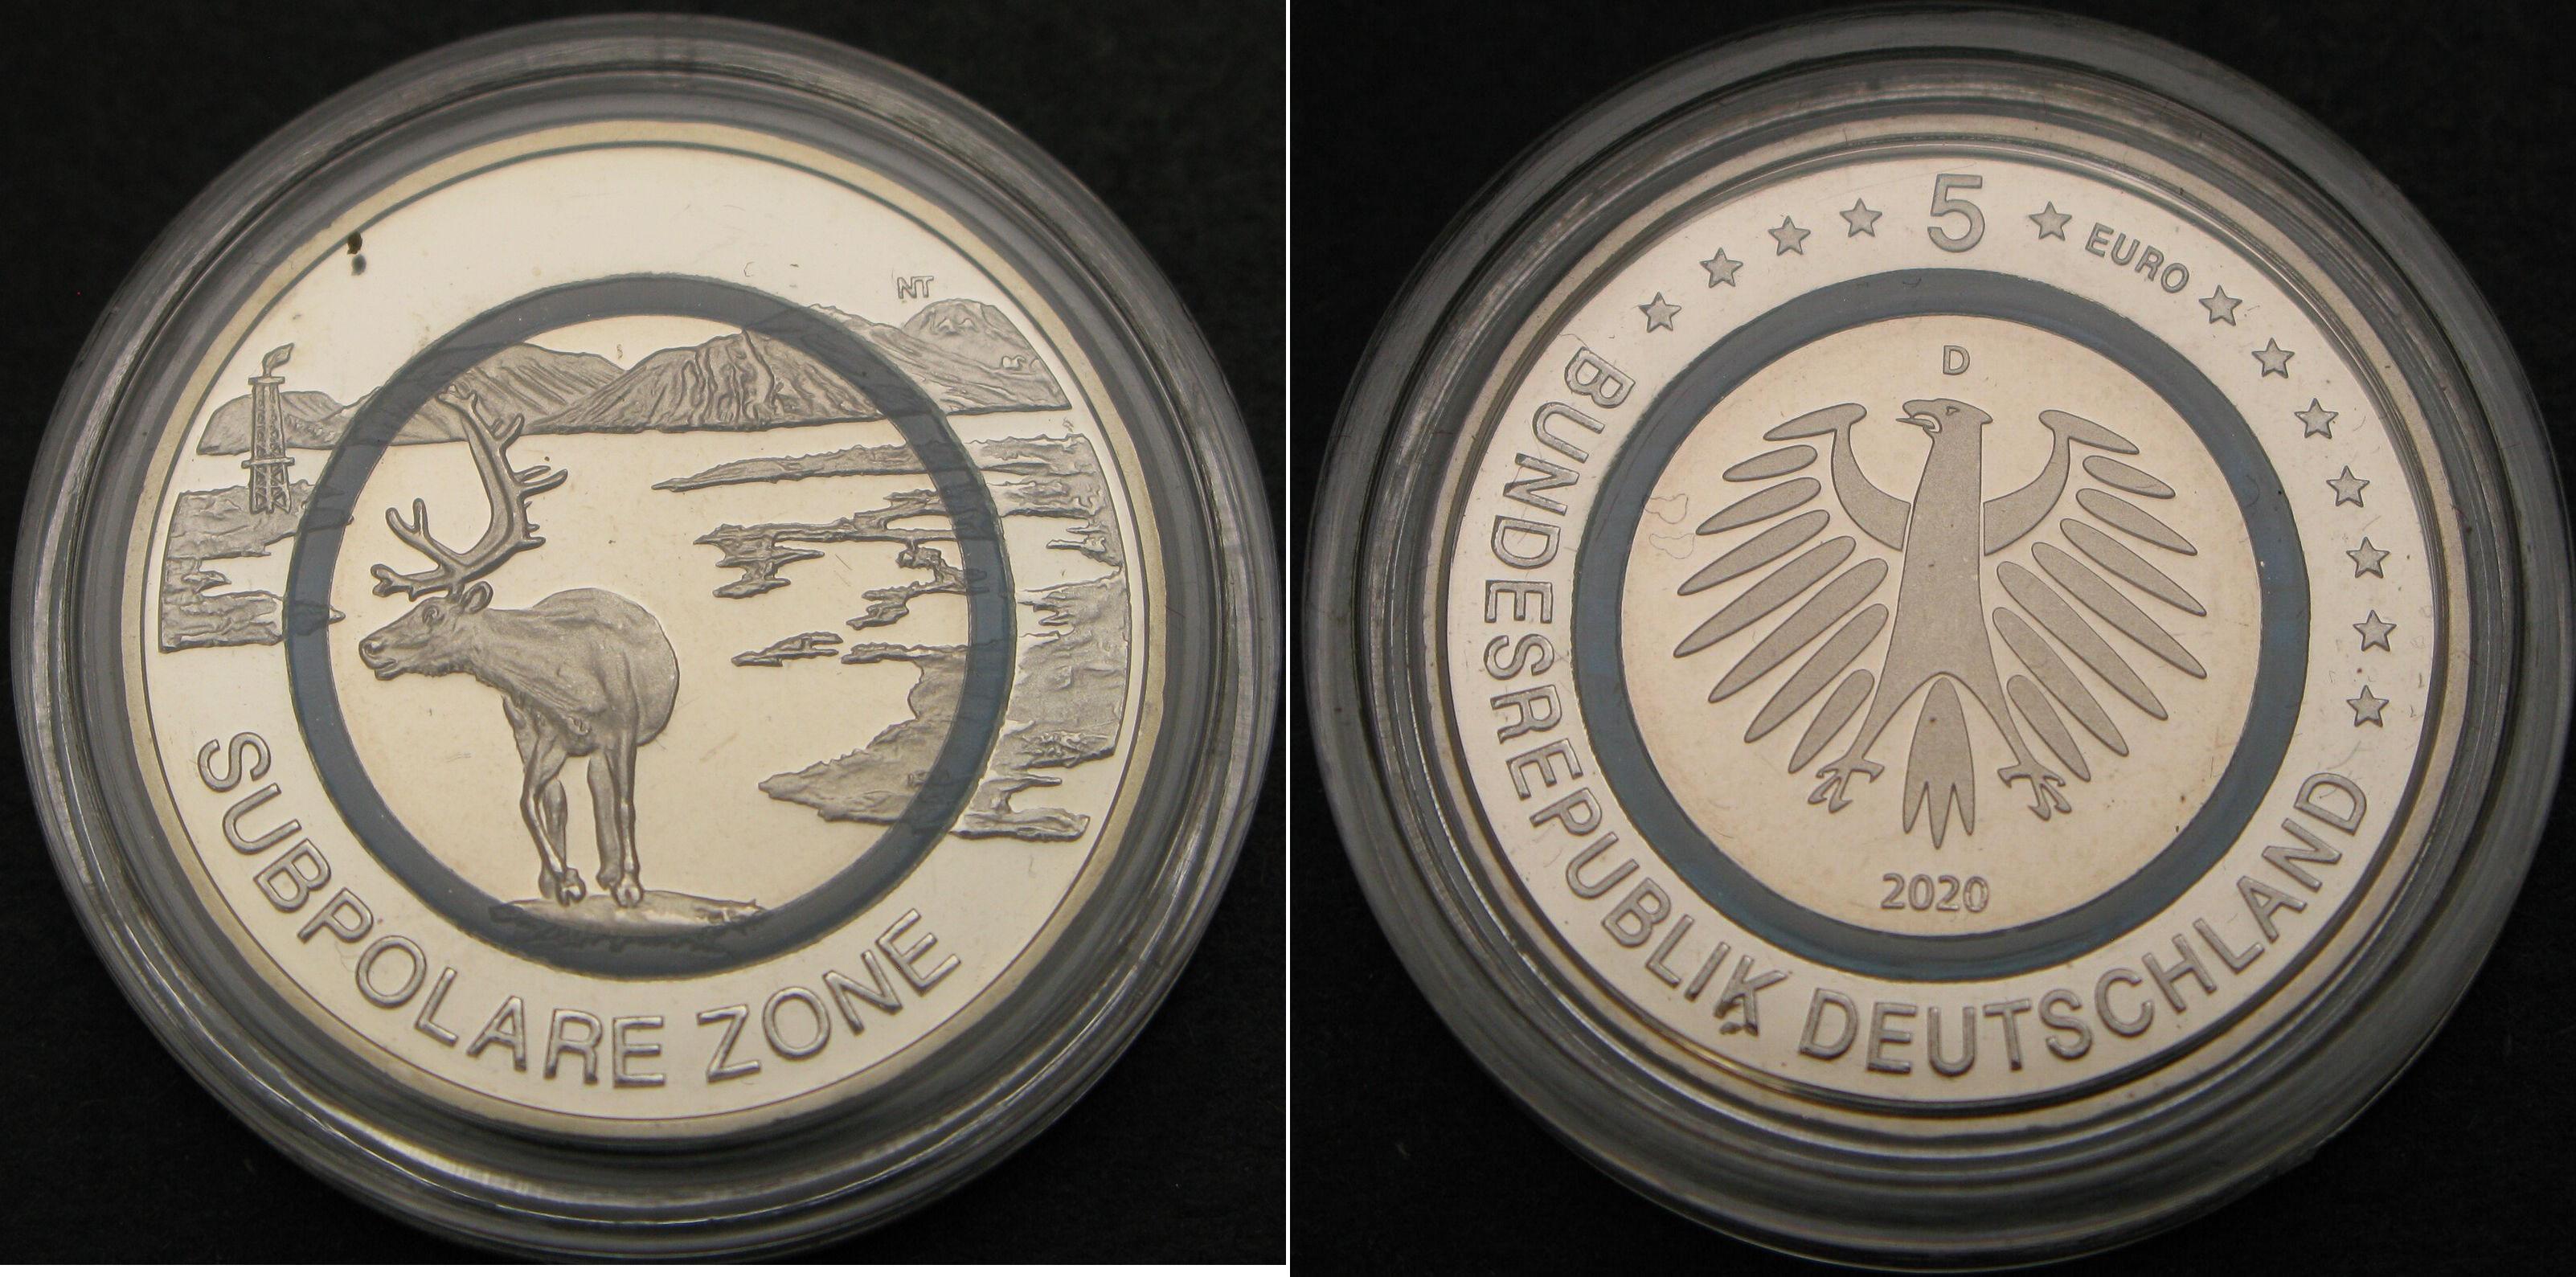 NT
SUBPOLARE ZONE
5 EURO
D
2020
BUNDESREPUBLIK DEUTSCHLAND